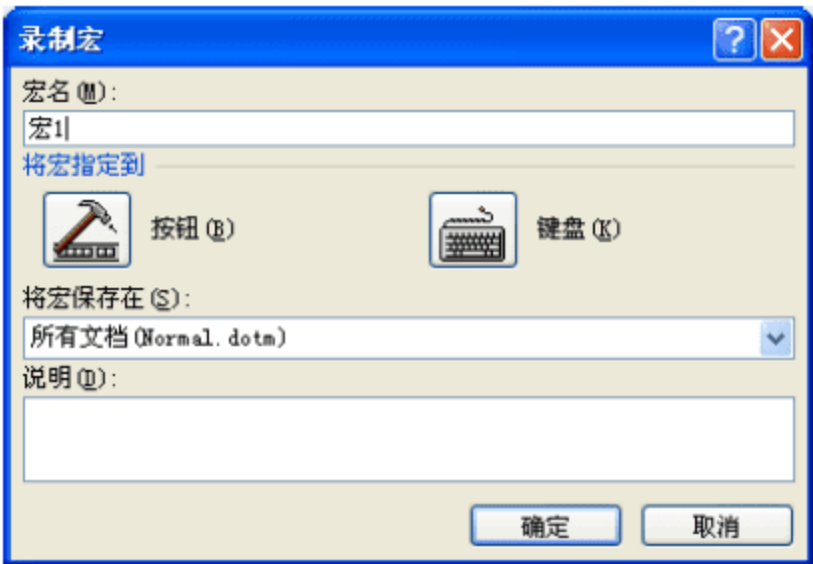 录制宏
宏名(M):
宏1
将宏指定到
按钮(B) 键盘(K)
将宏保存在(S):
所有文档(Normal.dotm)
说明(D):
确定 取消